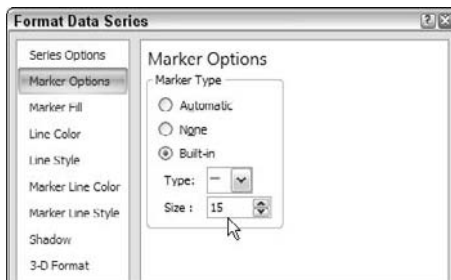 Format Data Series
Series Options
Marker Options
Marker Fill
Line Color
Line Style
Marker Line Color
Marker Line Style
Shadow
3-D Format
Marker Options
Marker Type
Automatic
None
Built-in
Type:
Size : 15